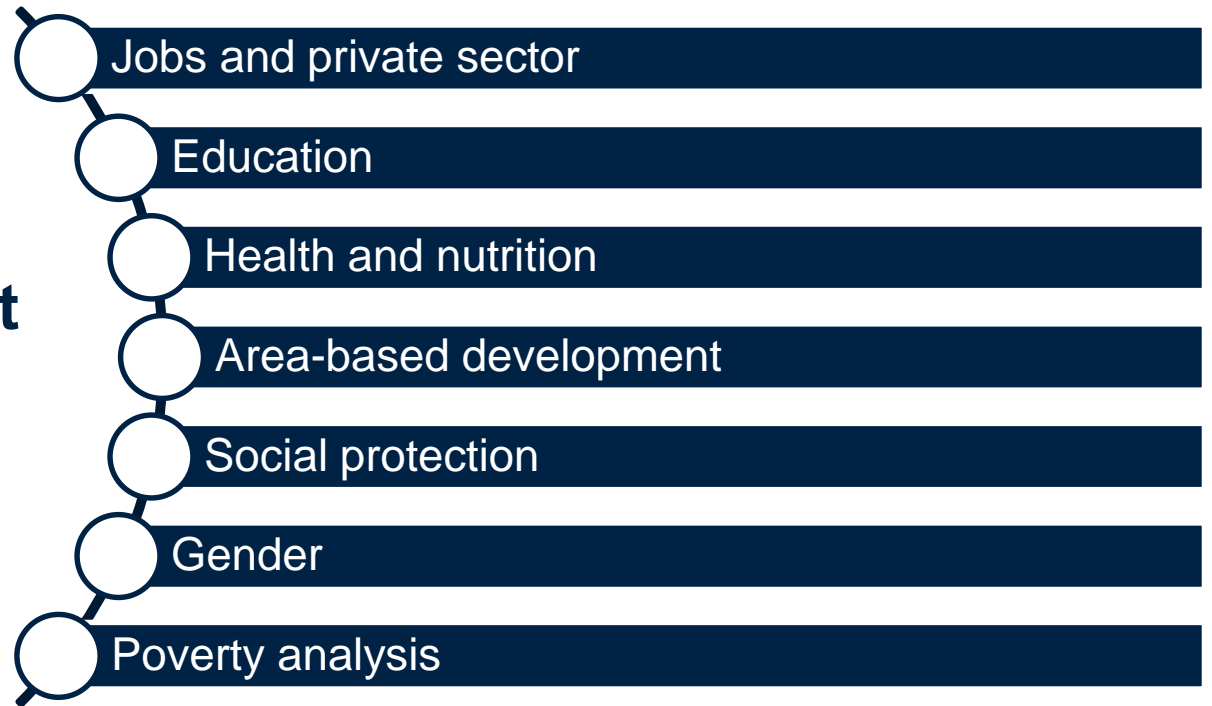 Jobs and private sector
Education
Health and nutrition
t
Area-based development
Social protection
Gender
Poverty analysis